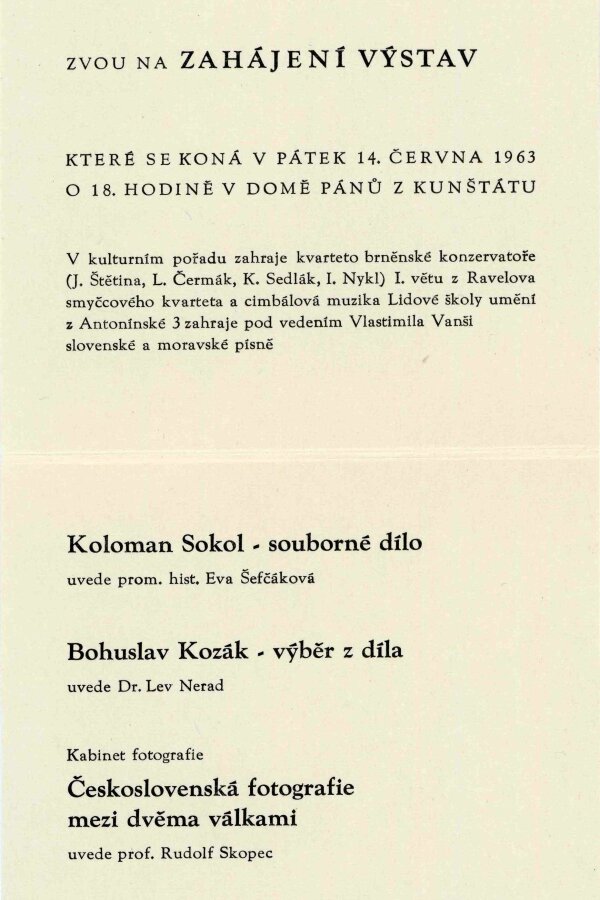 ZVOU NA ZAHÁJENÍ VÝSTAV
KTERÉ SE KONÁ V PÁTEK 14. ČERVNA 1963
O 18. HODINĚ V DOMĚ PÁNŮ Z KUNŠTÁTU
V kulturním pořadu zahraje kvarteto brněnské konzervatoře
(J. Štětina, L. Čermák, K. Sedlák, I. Nykl) I. větu z Ravelova
smyčcového kvarteta a cimbálová muzika Lidové školy umění
z Antonínské 3 zahraje pod vedením Vlastimila Vanši
slovenské a moravské písně
Koloman Sokol - souborné dílo
uvede prom. hist. Eva Šefčáková
Bohuslav Kozák - výběr z díla
uvede Dr. Lev Nerad
Kabinet fotografie
Československá fotografie
mezi dvěma válkami
uvede prof. Rudolf Skopec